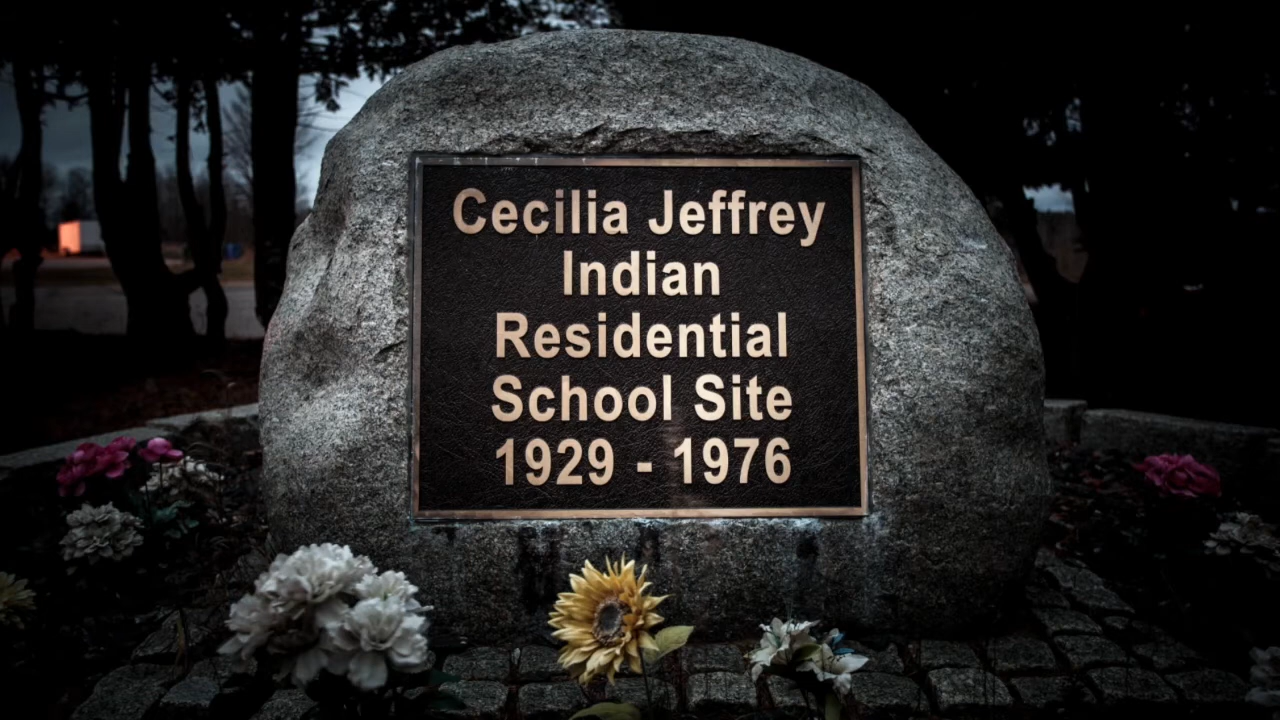 Cecilia Jeffrey
Indian
Residential
School Site
1929 - 1976